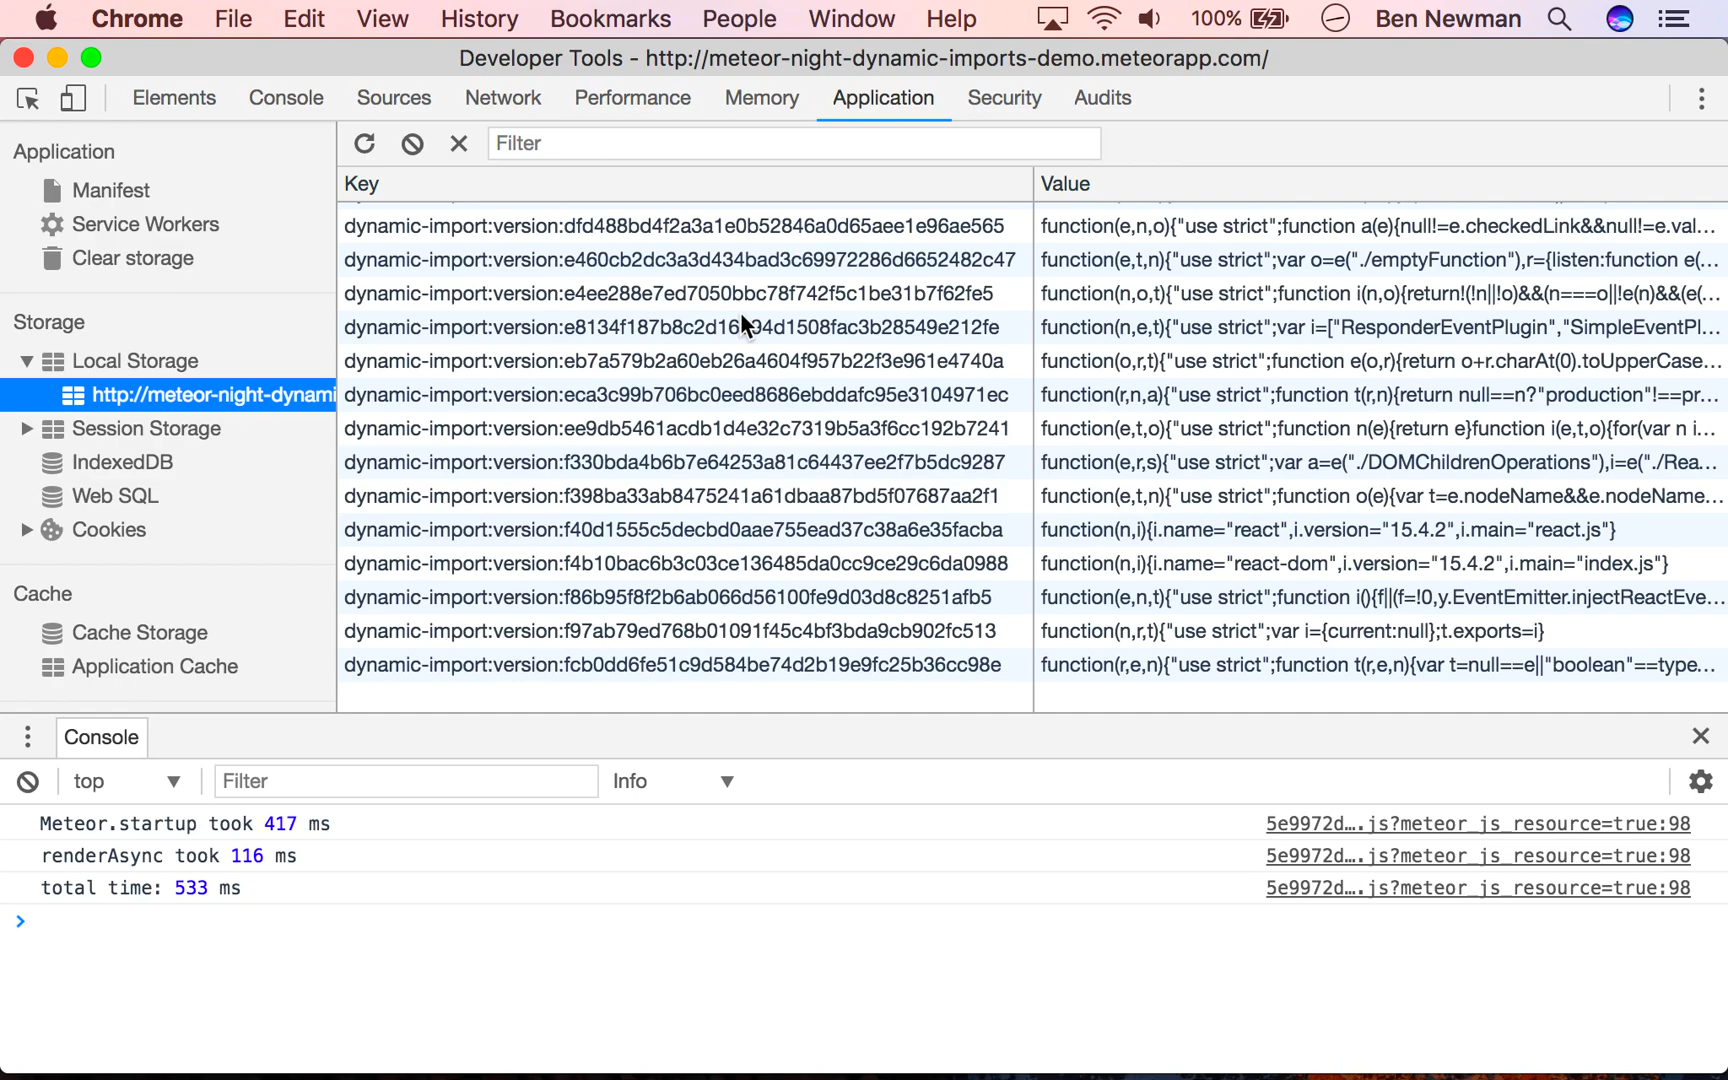 Chrome File Edit View History Bookmarks People Window Help 100% Ben Newman
Developer Tools - http://meteor-night-dynamic-imports-demo.meteorapp.com/
Elements Console Sources Network Performance Memory Application Security Audits
Application
Manifest
Service Workers
Clear storage
Storage
Local Storage
http://meteor-night-dynami
Session Storage
IndexedDB
Web SQL
Cookies
Cache
Cache Storage
Application Cache
Filter
Key Value
dynamic-import:version:dfd488bd4f2a3a1e0b52846a0d65aee1e96ae565 function(e,n,o){"use strict";function a(e){null!=e.checkedLink&&null!=e.val...
dynamic-import:version:e460cb2dc3a3d434bad3c69972286d6652482c47 function(e,t,n){"use strict";var o=e("./emptyFunction"),r={listen:function e(...
dynamic-import:version:e4ee288e7ed7050bbc78f742f5c1be31b7f62fe5 function(n,o,t){"use strict";function i(n,o){return!(!n||!o)&&(n===o||!e(n)&&(e(...
dynamic-import:version:e8134f187b8c2d16 94d1508fac3b28549e212fe function(n,e,t){"use strict";var i=["ResponderEventPlugin","SimpleEventPl...
dynamic-import:version:eb7a579b2a60eb26a4604f957b22f3e961e4740a function(o,r,t){"use strict";function e(o,r){return o+r.charAt(0).toUpperCase...
dynamic-import:version:eca3c99b706bc0eed8686ebddafc95e3104971ec function(r,n,a){"use strict";function t(r,n){return null==n?"production"!==pr...
dynamic-import:version:ee9db5461acdb1d4e32c7319b5a3f6cc192b7241 function(e,t,o){"use strict";function n(e){return e}function i(e,t,o){for(var n i...
dynamic-import:version:f330bda4b6b7e64253a81c64437ee2f7b5dc9287 function(e,r,s){"use strict";var a=e("./DOMChildrenOperations"),i=e("./Rea...
dynamic-import:version:f398ba33ab8475241a61dbaa87bd5f07687aa2f1 function(e,t,n){"use strict";function o(e){var t=e.nodeName&&e.nodeName...
dynamic-import:version:f40d1555c5decbd0aae755ead37c38a6e35facba function(n,i){i.name="react",i.version="15.4.2",i.main="react.js"}
dynamic-import:version:f4b10bac6b3c03ce136485da0cc9ce29c6da0988 function(n,i){i.name="react-dom",i.version="15.4.2",i.main="index.js"}
dynamic-import:version:f86b95f8f2b6ab066d56100fe9d03d8c8251afb5 function(e,n,t){"use strict";function i(){f||(f=!0,y.EventEmitter.injectReactEve...
dynamic-import:version:f97ab79ed768b01091f45c4bf3bda9cb902fc513 function(n,r,t){"use strict";var i={current:null};t.exports=i}
dynamic-import:version:fcb0dd6fe51c9d584be74d2b19e9fc25b36cc98e function(r,e,n){"use strict";function t(r,e,n){var t=null==e||"boolean"==type...
Console
top Filter Info
Meteor.startup took 417 ms 5e9972d….js?meteor_js_resource=true:98
renderAsync took 116 ms 5e9972d….js?meteor_js_resource=true:98
total time: 533 ms 5e9972d….js?meteor_js_resource=true:98